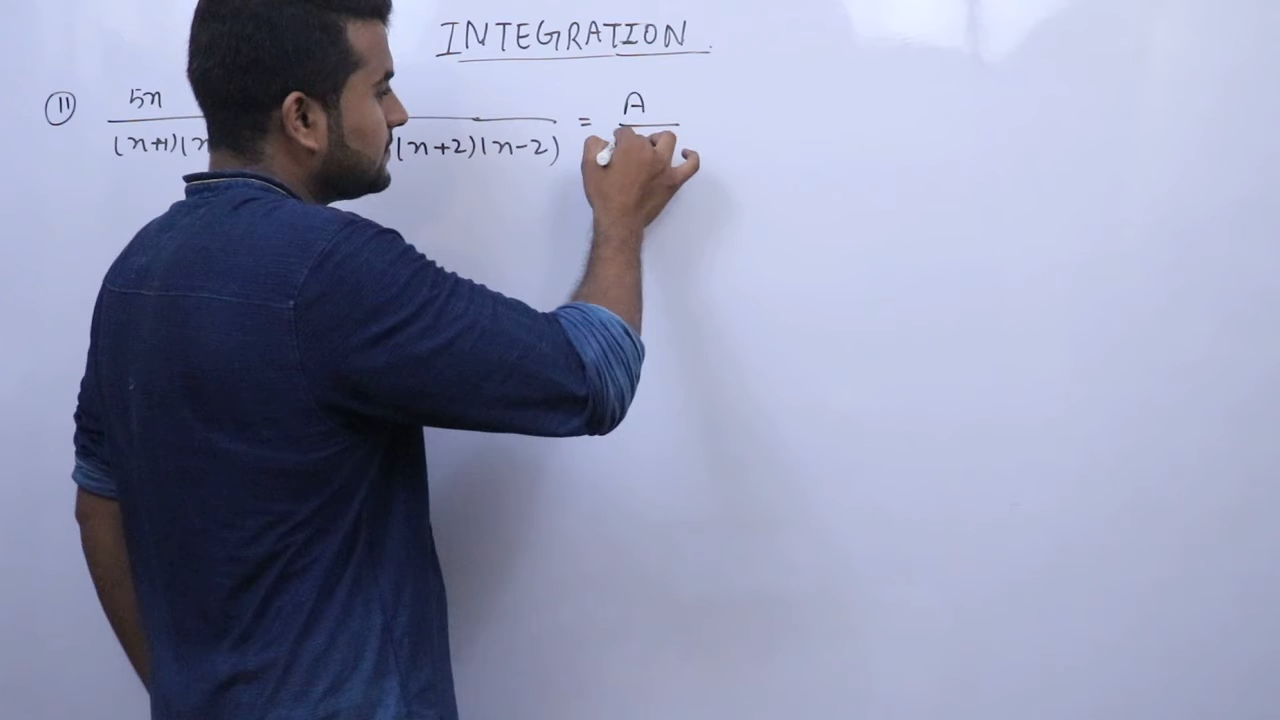 INTEGRATION
⑪ 5x = A
(x+1)(x (x+2)(x-2)